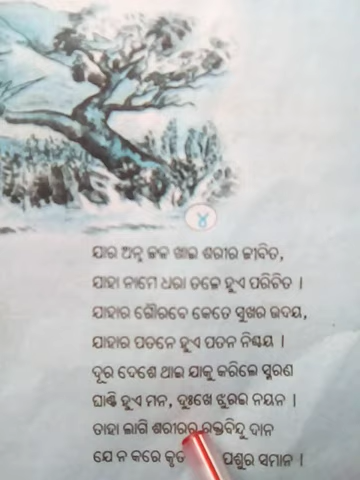 ୪
ଯାର ଅନ୍ନ ଜଳ ଖାଇ ଶରୀର ଜୀବିତ,
ଯାହା ନାମେ ଧରା ତଳେ ହୁଏ ପରିଚିତ ।
ଯାହାର ଗୌରବେ କେତେ ସୁଖର ଉଦୟ,
ଯାହାର ପତନେ ହୁଏ ପତନ ନିଶ୍ଚୟ ।
ଦୂର ଦେଶେ ଥାଇ ଯାକୁ କରିଲେ ସ୍ମରଣ
ଘାଣ୍ଟି ହୁଏ ମନ, ଦୁଃଖେ ଝୁରଇ ନୟନ ।
ତାହା ଲାଗି ଶରୀରର ରକ୍ତବିନ୍ଦୁ ଦାନ
ଯେ ନ କରେ ପଶୁର ସମାନ ।